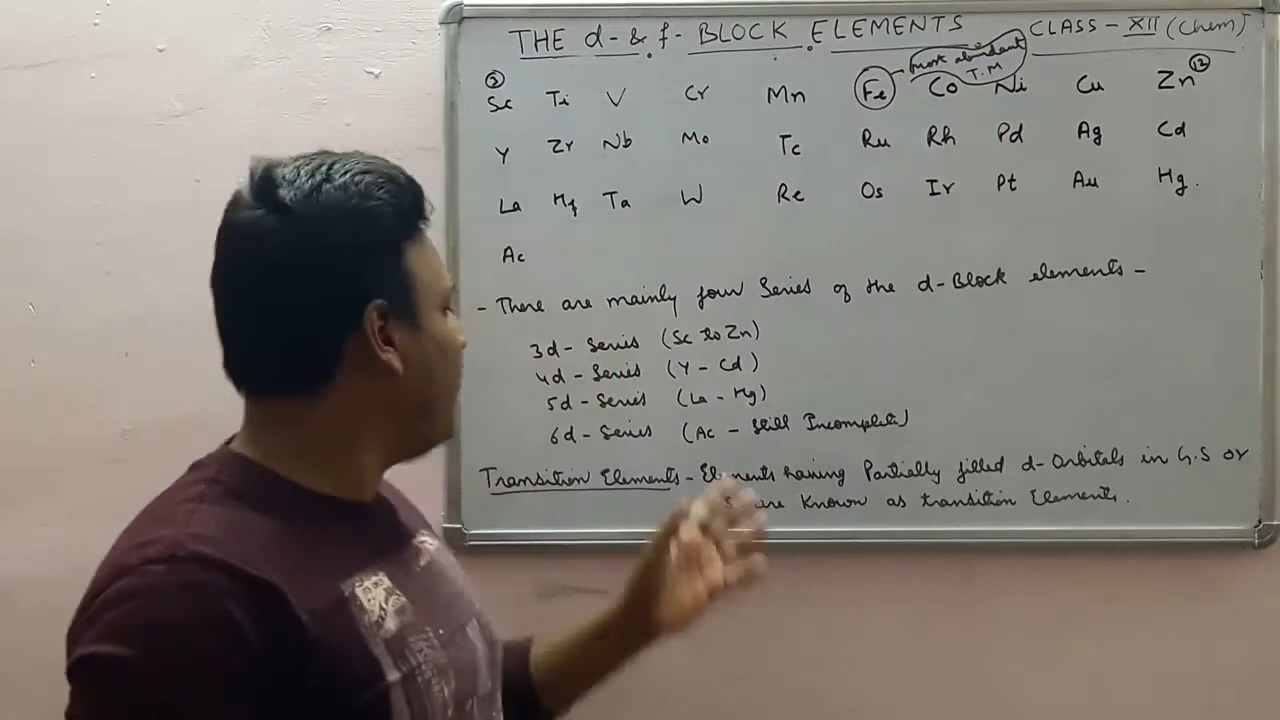 THE d- & f- BLOCK ELEMENTS CLASS - XII (Chem)
most abundant
T.M
3 12
Sc Ti V Cr Mn Fe Co Ni Cu Zn
Y Zr Nb Mo Tc Ru Rh Pd Ag Cd
La Hf Ta W Re Os Ir Pt Au Hg.
Ac
- There are mainly four Series of the d-Block elements -
3d - Series (Sc to Zn)
4d - Series (Y - Cd)
5d - Series (La - Hg)
6d - Series (Ac - Still Incomplete)
Transition Elements - Elements having Partially filled d-Orbitals in G.S or
are Known as transition Elements.